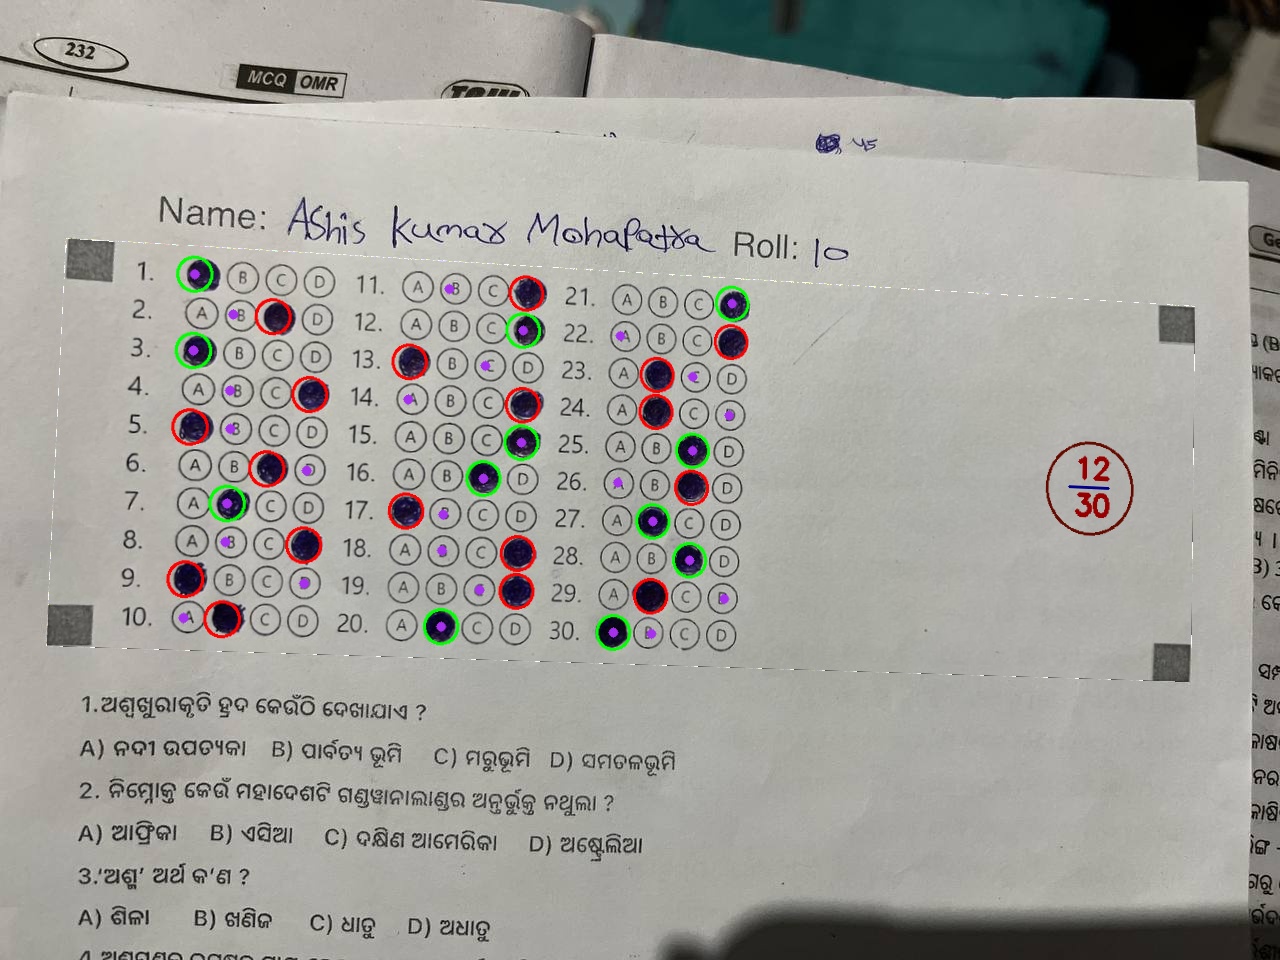 232
MCQ OMR
45
Name: AShis Kumar Mohapatra Roll: 10
1. B C D 11. A B C 21. A B C
2. A B D 12. A B C 22. A B C
3. B C D 13. B C D 23. A C D
4. A B C 14. A B C 24. A C D
5. B C D 15. A B C 25. A B D
6. A B D 16. A B D 26. A B D
7. A C D 17. B C D 27. A C D
8. A B C 18. A B C 28. A B D
9. B C D 19. A B C 29. A C D
10. A C D 20. A C D 30. B C D
12
30
1.ଅଶ୍ୱଖୁରାକୃତି ହ୍ରଦ କେଉଁଠି ଦେଖାଯାଏ ?
A) ନଦୀ ଉପତ୍ୟକା B) ପାର୍ବତ୍ୟ ଭୂମି C) ମରୁଭୂମି D) ସମତଳଭୂମି
2. ନିମ୍ନୋକ୍ତ କେଉଁ ମହାଦେଶଟି ଗଣ୍ଡୱାନାଲାଣ୍ଡର ଅନ୍ତର୍ଭୁକ୍ତ ନଥୁଲା ?
A) ଆଫ୍ରିକା B) ଏସିଆ C) ଦକ୍ଷିଣ ଆମେରିକା D) ଅଷ୍ଟ୍ରେଲିଆ
3.‘ଅଶ୍ମ’ ଅର୍ଥ କ'ଣ ?
A) ଶିଳା B) ଖଣିଜ C) ଧାତୁ D) ଅଧାତୁ